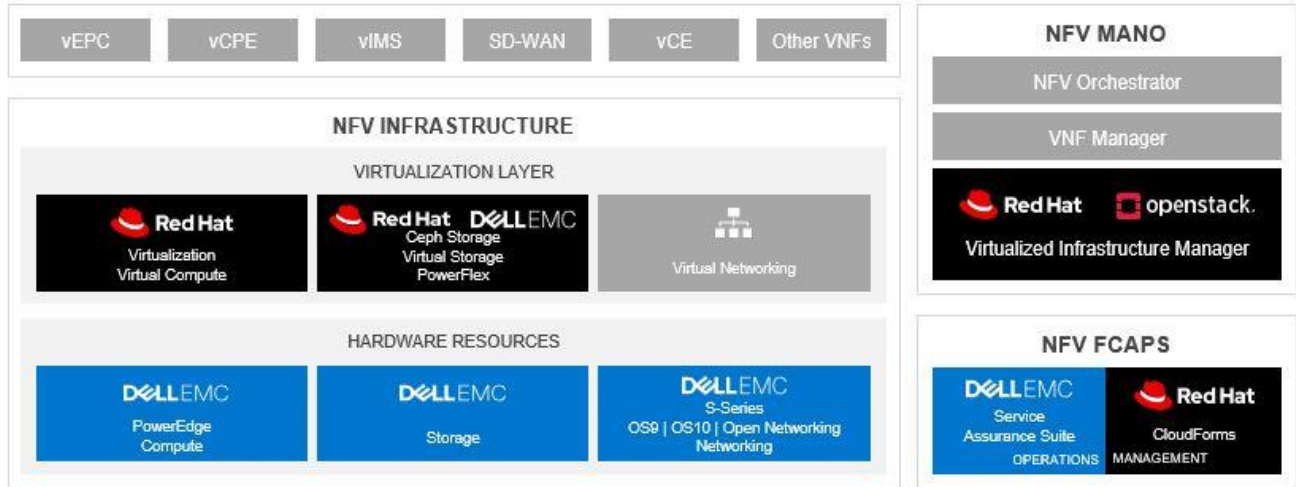 vEPC
vCPE
vIMS
SD-WAN
vCE
Other VNFs
NFV INFRASTRUCTURE
VIRTUALIZATION LAYER
Red Hat
Virtualization
Virtual Compute
Red Hat DELLEMC
Ceph Storage
Virtual Storage
PowerFlex
Virtual Networking
HARDWARE RESOURCES
DELLEMC
PowerEdge
Compute
DELLEMC
Storage
DELLEMC
S-Series
OS9 | OS10 | Open Networking
Networking
NFV MANO
NFV Orchestrator
VNF Manager
Red Hat openstack.
Virtualized Infrastructure Manager
NFV FCAPS
DELLEMC
Service
Assurance Suite
OPERATIONS
Red Hat
CloudForms
MANAGEMENT